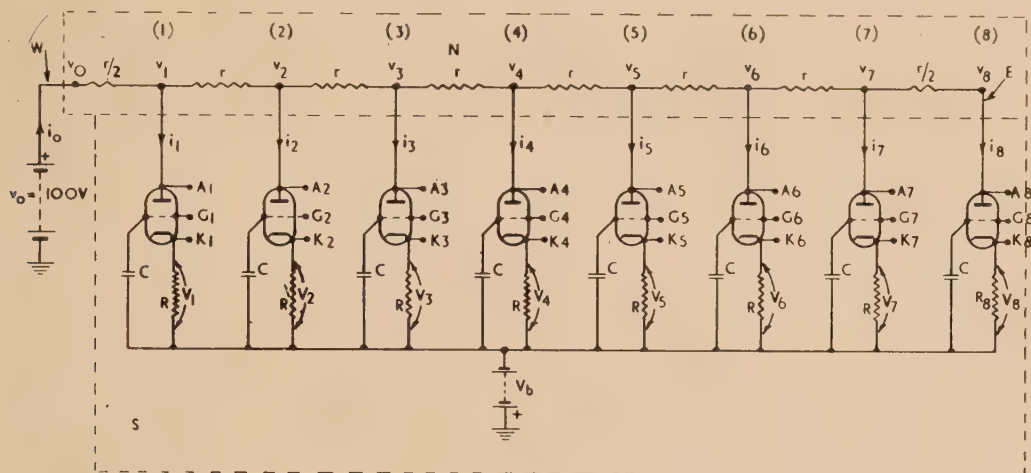 (1) (2) (3) (4) (5) (6) (7) (8)
W N
v₀ r/2 v₁ r v₂ r v₃ r v₄ r v₅ r v₆ r v₇ r/2 v₈ E
i₀ i₁ i₂ i₃ i₄ i₅ i₆ i₇ i₈
+
v₀= 100V
A1 A2 A3 A4 A5 A6 A7 A8
G1 G2 G3 G4 G5 G6 G7 G8
K1 K2 K3 K4 K5 K6 K7 K8
C C C C C C C C
R V₁ R V₂ R V₃ R V₄ R V₅ R V₆ R V₇ R₈ V₈
V_b
+
S